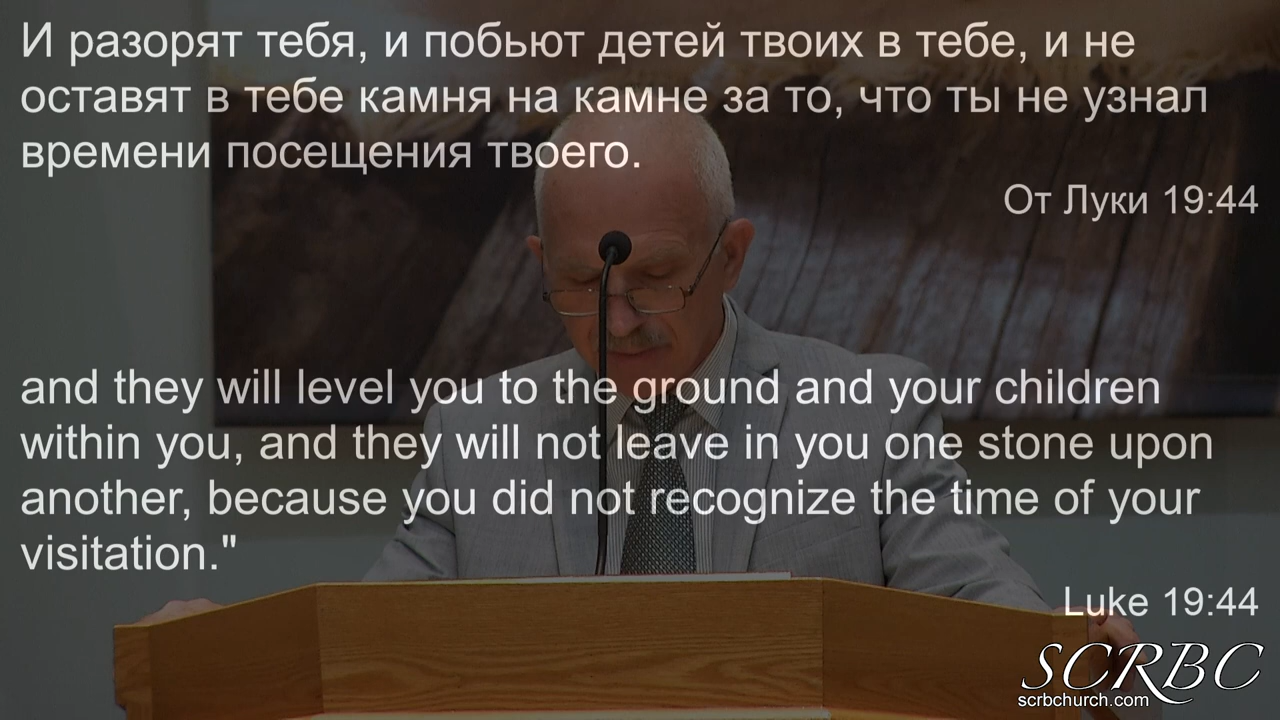 И разорят тебя, и побьют детей твоих в тебе, и не
оставят в тебе камня на камне за то, что ты не узнал
времени посещения твоего.
От Луки 19:44
and they will level you to the ground and your children
within you, and they will not leave in you one stone upon
another, because you did not recognize the time of your
visitation."
Luke 19:44
SCRBC
scrbchurch.com